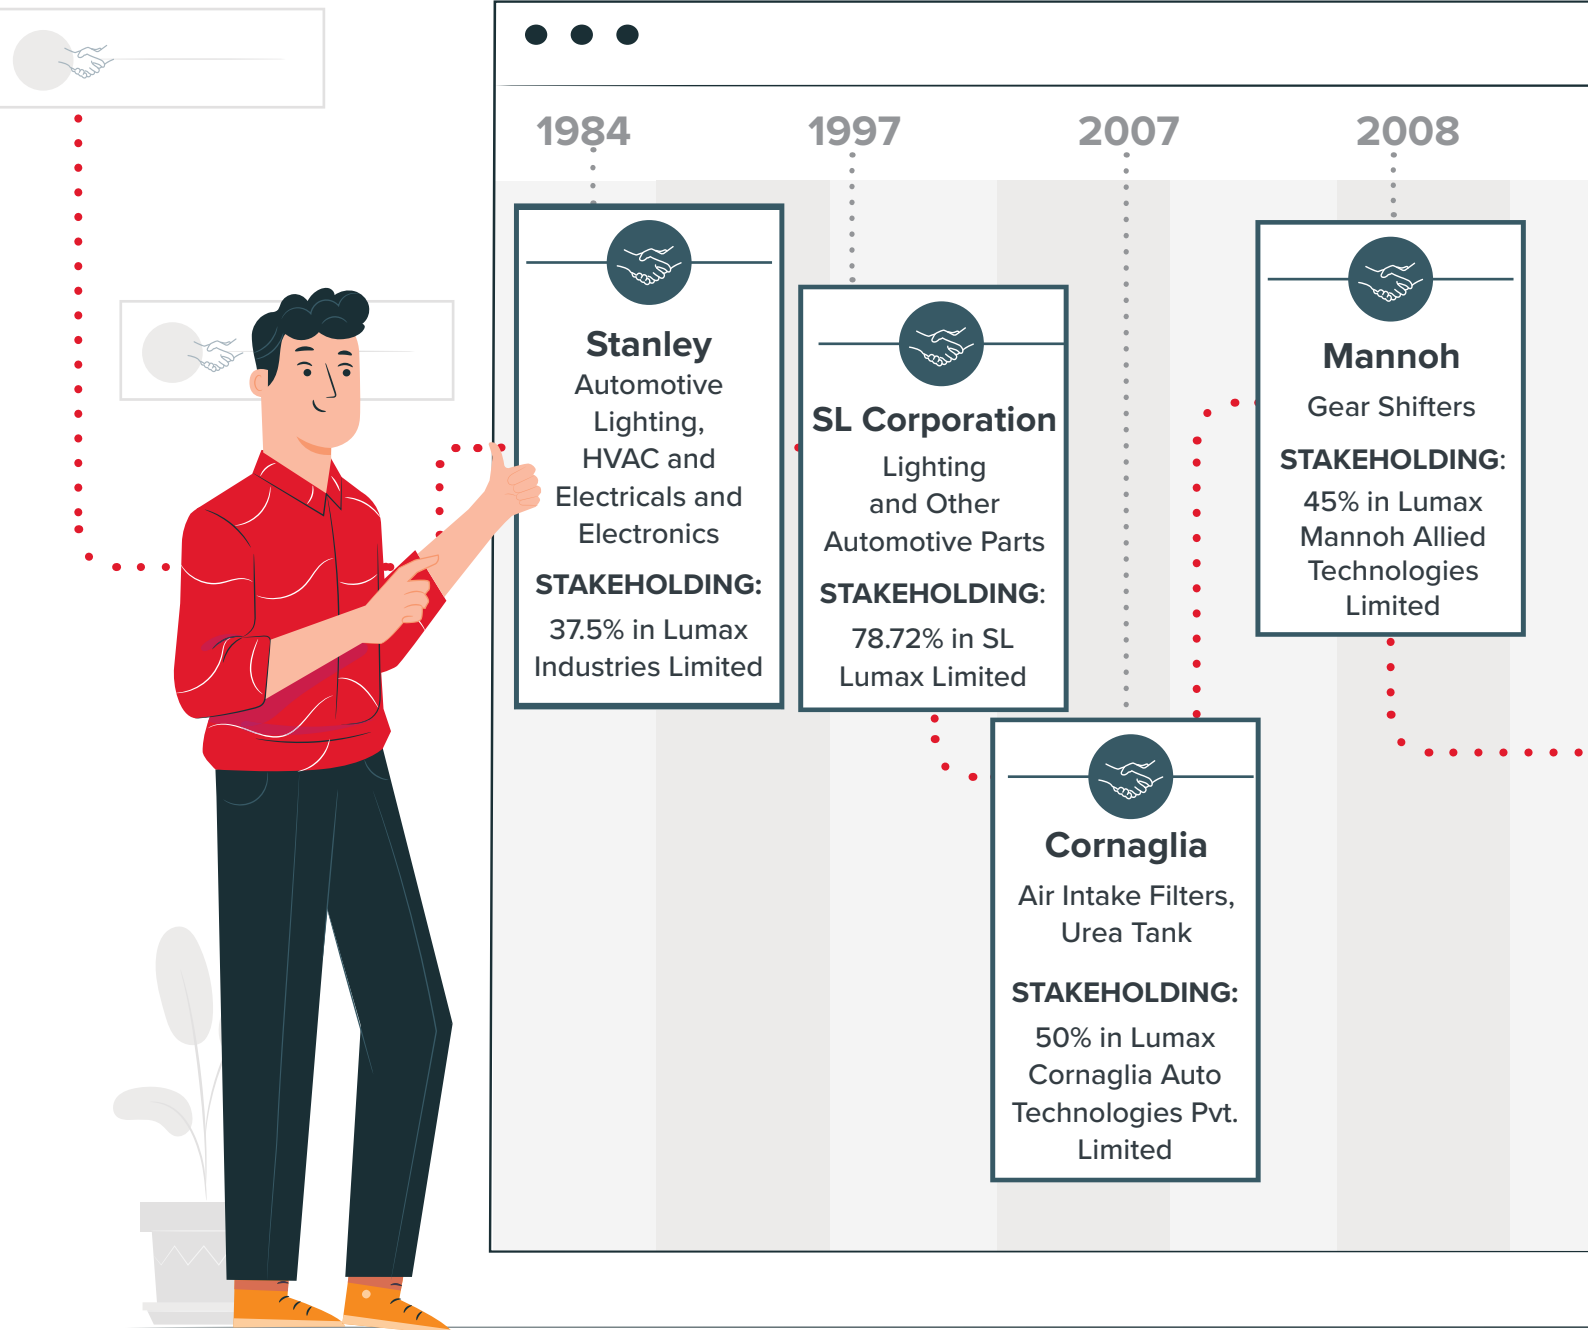 1984
1997
2007
2008
Stanley
Automotive
Lighting,
HVAC and
Electricals and
Electronics
STAKEHOLDING:
37.5% in Lumax
Industries Limited
SL Corporation
Lighting
and Other
Automotive Parts
STAKEHOLDING:
78.72% in SL
Lumax Limited
Cornaglia
Air Intake Filters,
Urea Tank
STAKEHOLDING:
50% in Lumax
Cornaglia Auto
Technologies Pvt.
Limited
Mannoh
Gear Shifters
STAKEHOLDING:
45% in Lumax
Mannoh Allied
Technologies
Limited